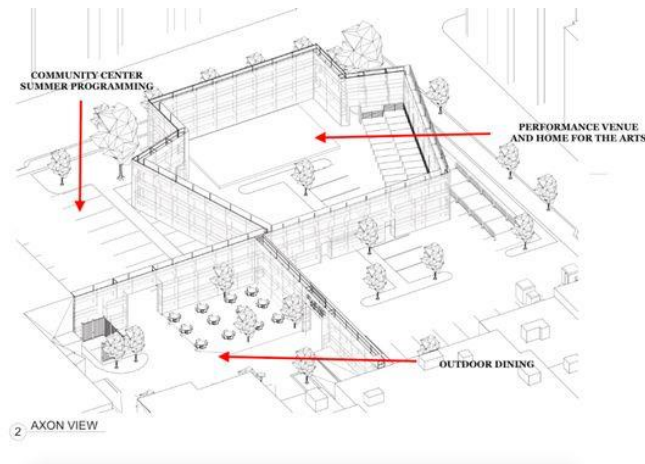 COMMUNITY CENTER
SUMMER PROGRAMMING
PERFORMANCE VENUE
AND HOME FOR THE ARTS
OUTDOOR DINING
2 AXON VIEW